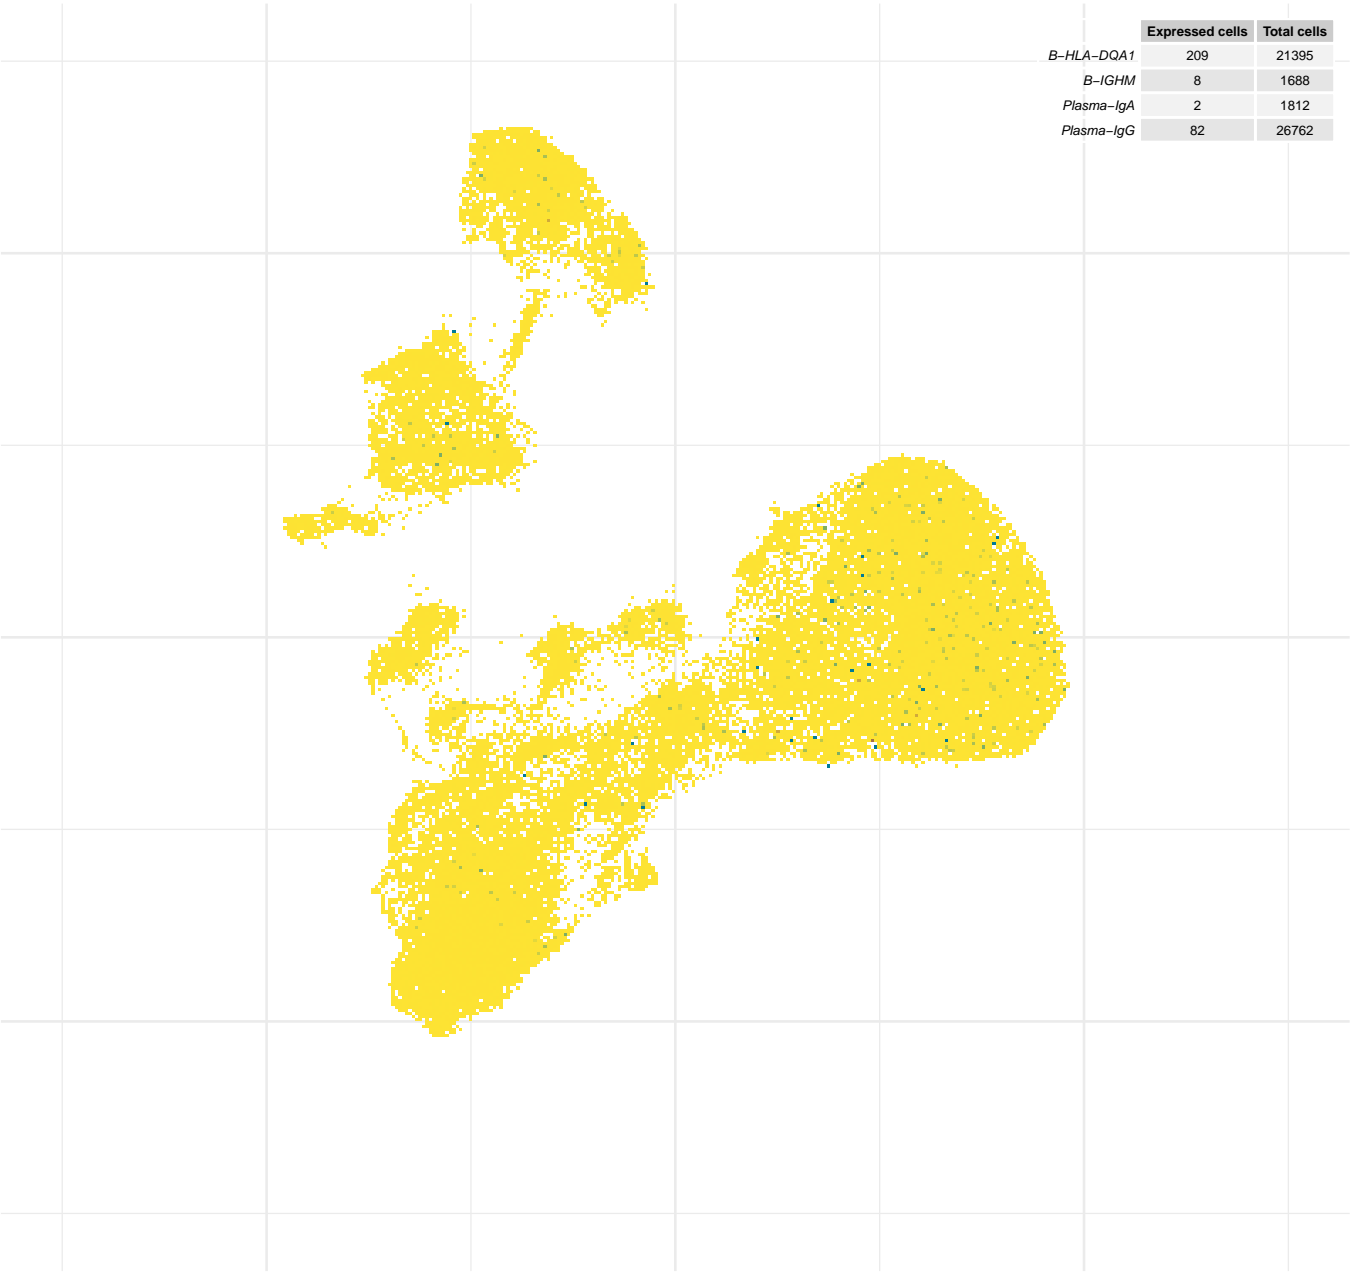 Expressed cells Total cells
B−HLA−DQA1 209 21395
B−IGHM 8 1688
Plasma−IgA 2 1812
Plasma−IgG 82 26762